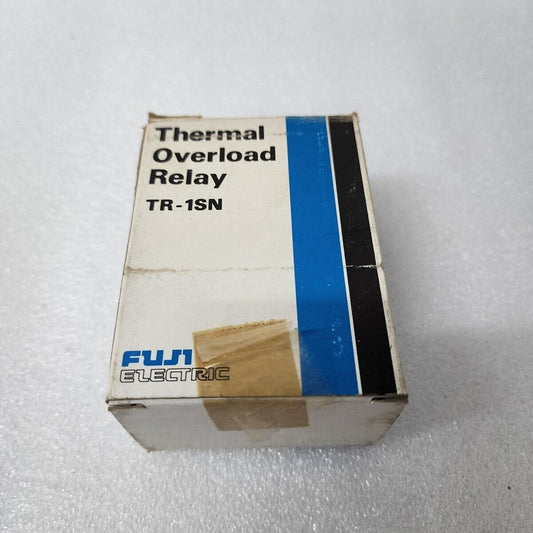 Thermal
Overload
Relay
TR-1SN
FUJI
ELECTRIC